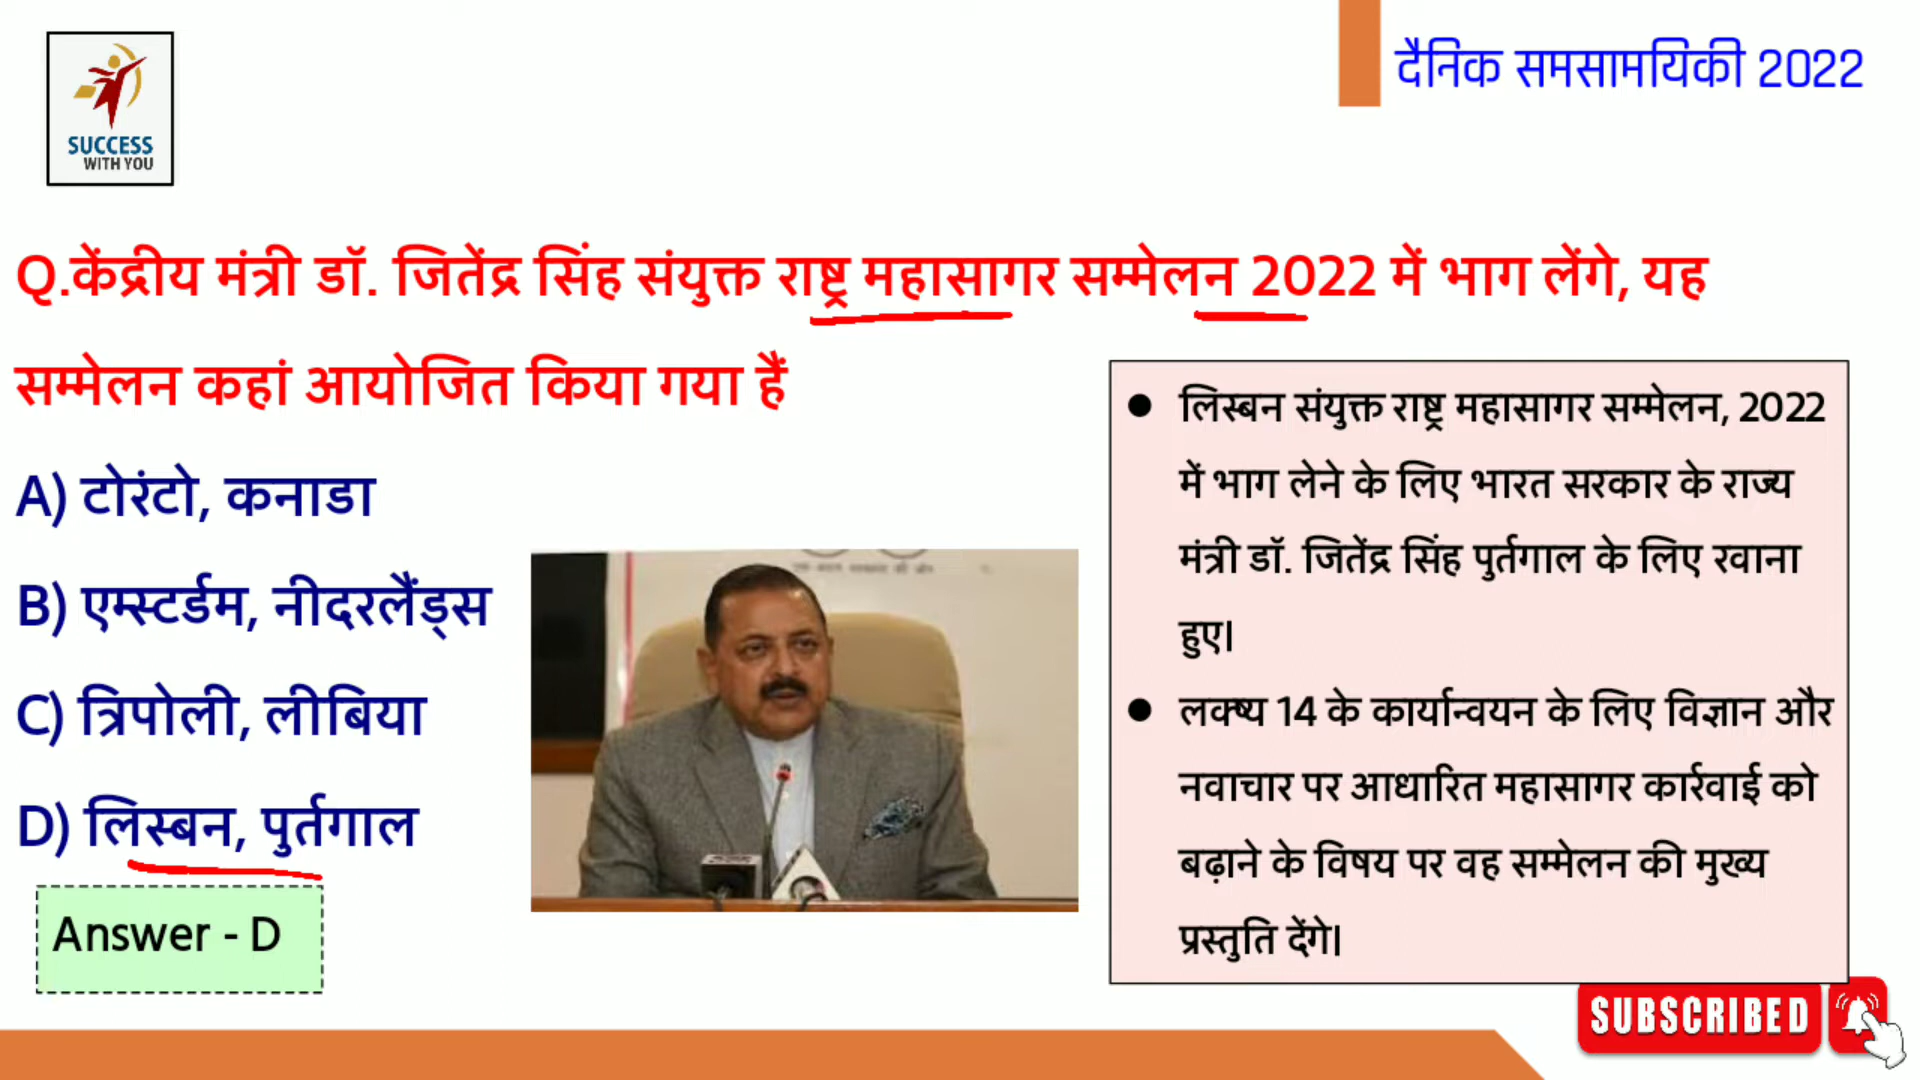 SUCCESS
WITH YOU
दैनिक समसामयिकी 2022
Q.केंद्रीय मंत्री डॉ. जितेंद्र सिंह संयुक्त राष्ट्र महासागर सम्मेलन 2022 में भाग लेंगे, यह
सम्मेलन कहां आयोजित किया गया हैं
A) टोरंटो, कनाडा
B) एम्स्टर्डम, नीदरलैंड्स
C) त्रिपोली, लीबिया
D) लिस्बन, पुर्तगाल
Answer - D
● लिस्बन संयुक्त राष्ट्र महासागर सम्मेलन, 2022
में भाग लेने के लिए भारत सरकार के राज्य
मंत्री डॉ. जितेंद्र सिंह पुर्तगाल के लिए रवाना
हुए।
● लक्ष्य 14 के कार्यान्वयन के लिए विज्ञान और
नवाचार पर आधारित महासागर कार्रवाई को
बढ़ाने के विषय पर वह सम्मेलन की मुख्य
प्रस्तुति देंगे।
SUBSCRIBED